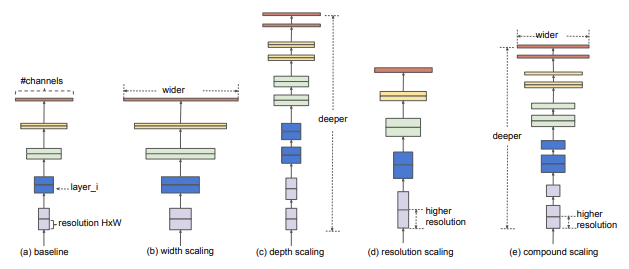 #channels
layer_i
resolution HxW
(a) baseline
wider
(b) width scaling
deeper
(c) depth scaling
higher
resolution
(d) resolution scaling
wider
deeper
higher
resolution
(e) compound scaling